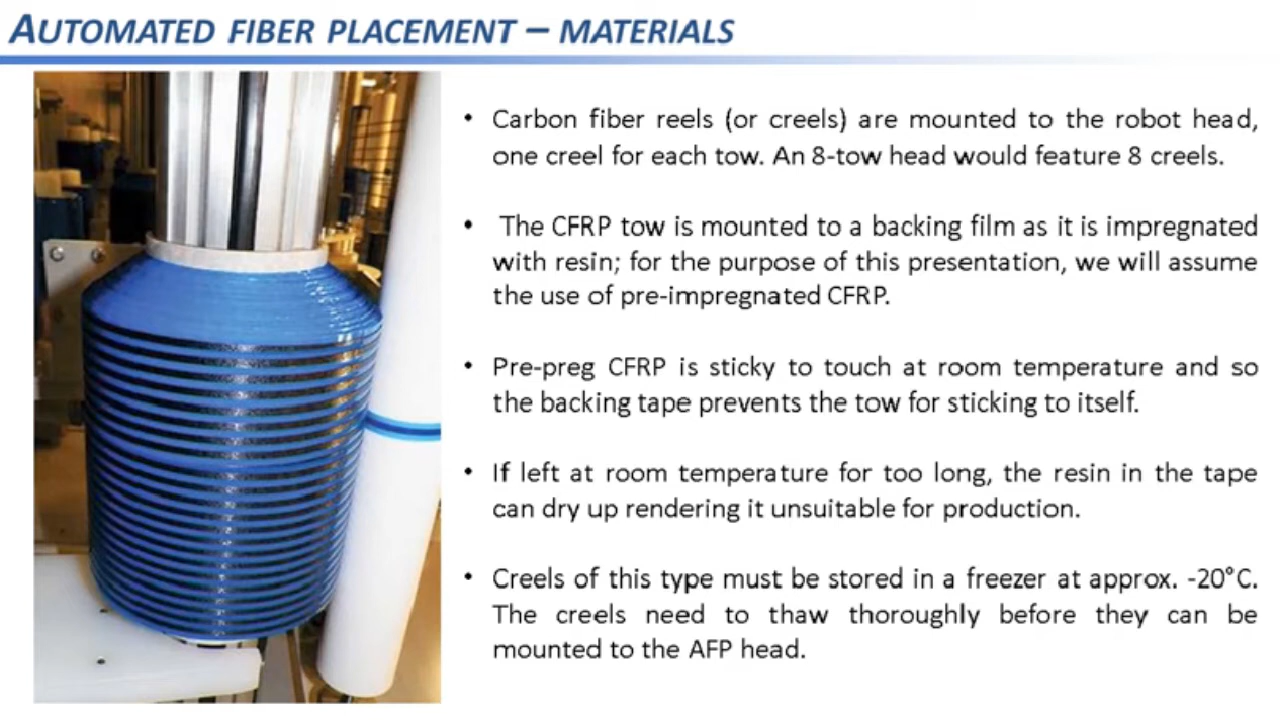 AUTOMATED FIBER PLACEMENT – MATERIALS
• Carbon fiber reels (or creels) are mounted to the robot head,
one creel for each tow. An 8-tow head would feature 8 creels.
• The CFRP tow is mounted to a backing film as it is impregnated
with resin; for the purpose of this presentation, we will assume
the use of pre-impregnated CFRP.
• Pre-preg CFRP is sticky to touch at room temperature and so
the backing tape prevents the tow for sticking to itself.
• If left at room temperature for too long, the resin in the tape
can dry up rendering it unsuitable for production.
• Creels of this type must be stored in a freezer at approx. -20°C.
The creels need to thaw thoroughly before they can be
mounted to the AFP head.